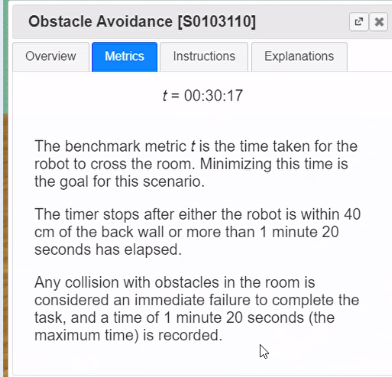 Obstacle Avoidance [S0103110]
Overview Metrics Instructions Explanations
t = 00:30:17
The benchmark metric t is the time taken for the
robot to cross the room. Minimizing this time is
the goal for this scenario.
The timer stops after either the robot is within 40
cm of the back wall or more than 1 minute 20
seconds has elapsed.
Any collision with obstacles in the room is
considered an immediate failure to complete the
task, and a time of 1 minute 20 seconds (the
maximum time) is recorded.